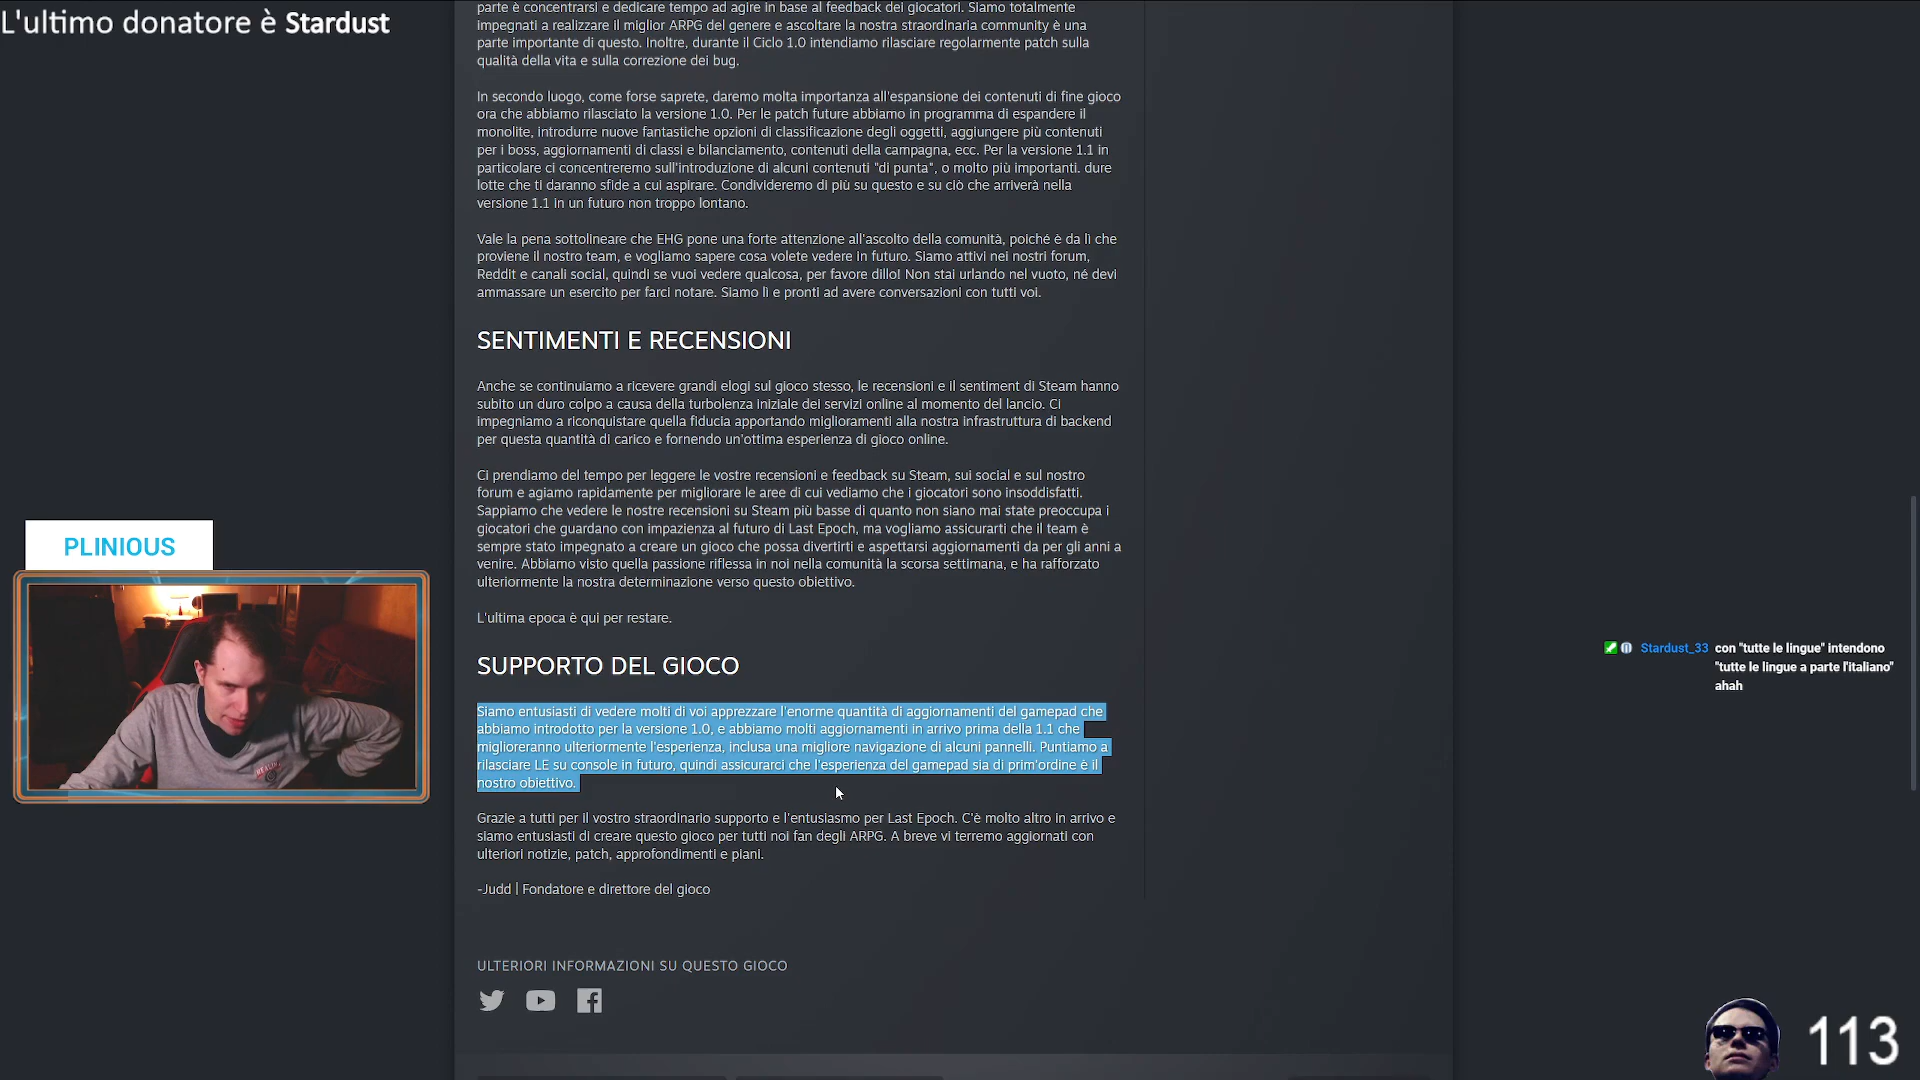 L'ultimo donatore è Stardust
parte è concentrarsi e dedicare tempo ad agire in base al feedback dei giocatori. Siamo totalmente
impegnati a realizzare il miglior ARPG del genere e ascoltare la nostra straordinaria community è una
parte importante di questo. Inoltre, durante il Ciclo 1.0 intendiamo rilasciare regolarmente patch sulla
qualità della vita e sulla correzione dei bug.
In secondo luogo, come forse saprete, daremo molta importanza all'espansione dei contenuti di fine gioco
ora che abbiamo rilasciato la versione 1.0. Per le patch future abbiamo in programma di espandere il
monolite, introdurre nuove fantastiche opzioni di classificazione degli oggetti, aggiungere più contenuti
per i boss, aggiornamenti di classi e bilanciamento, contenuti della campagna, ecc. Per la versione 1.1 in
particolare ci concentreremo sull'introduzione di alcuni contenuti "di punta", o molto più importanti. dure
lotte che ti daranno sfide a cui aspirare. Condivideremo di più su questo e su ciò che arriverà nella
versione 1.1 in un futuro non troppo lontano.
Vale la pena sottolineare che EHG pone una forte attenzione all'ascolto della comunità, poiché è da lì che
proviene il nostro team, e vogliamo sapere cosa volete vedere in futuro. Siamo attivi nei nostri forum,
Reddit e canali social, quindi se vuoi vedere qualcosa, per favore dillo! Non stai urlando nel vuoto, né devi
ammassare un esercito per farci notare. Siamo lì e pronti ad avere conversazioni con tutti voi.
SENTIMENTI E RECENSIONI
Anche se continuiamo a ricevere grandi elogi sul gioco stesso, le recensioni e il sentiment di Steam hanno
subito un duro colpo a causa della turbolenza iniziale dei servizi online al momento del lancio. Ci
impegniamo a riconquistare quella fiducia apportando miglioramenti alla nostra infrastruttura di backend
per questa quantità di carico e fornendo un'ottima esperienza di gioco online.
Ci prendiamo del tempo per leggere le vostre recensioni e feedback su Steam, sui social e sul nostro
forum e agiamo rapidamente per migliorare le aree di cui vediamo che i giocatori sono insoddisfatti.
Sappiamo che vedere le nostre recensioni su Steam più basse di quanto non siano mai state preoccupa i
giocatori che guardano con impazienza al futuro di Last Epoch, ma vogliamo assicurarti che il team è
sempre stato impegnato a creare un gioco che possa divertirti e aspettarsi aggiornamenti da per gli anni a
venire. Abbiamo visto quella passione riflessa in noi nella comunità la scorsa settimana, e ha rafforzato
ulteriormente la nostra determinazione verso questo obiettivo.
L'ultima epoca è qui per restare.
SUPPORTO DEL GIOCO
Siamo entusiasti di vedere molti di voi apprezzare l'enorme quantità di aggiornamenti del gamepad che
abbiamo introdotto per la versione 1.0, e abbiamo molti aggiornamenti in arrivo prima della 1.1 che
miglioreranno ulteriormente l'esperienza, inclusa una migliore navigazione di alcuni pannelli. Puntiamo a
rilasciare LE su console in futuro, quindi assicurarci che l'esperienza del gamepad sia di prim'ordine è il
nostro obiettivo.
Grazie a tutti per il vostro straordinario supporto e l'entusiasmo per Last Epoch. C'è molto altro in arrivo e
siamo entusiasti di creare questo gioco per tutti noi fan degli ARPG. A breve vi terremo aggiornati con
ulteriori notizie, patch, approfondimenti e piani.
-Judd | Fondatore e direttore del gioco
ULTERIORI INFORMAZIONI SU QUESTO GIOCO
PLINIOUS
Stardust_33 con "tutte le lingue" intendono
"tutte le lingue a parte l'italiano"
ahah
113